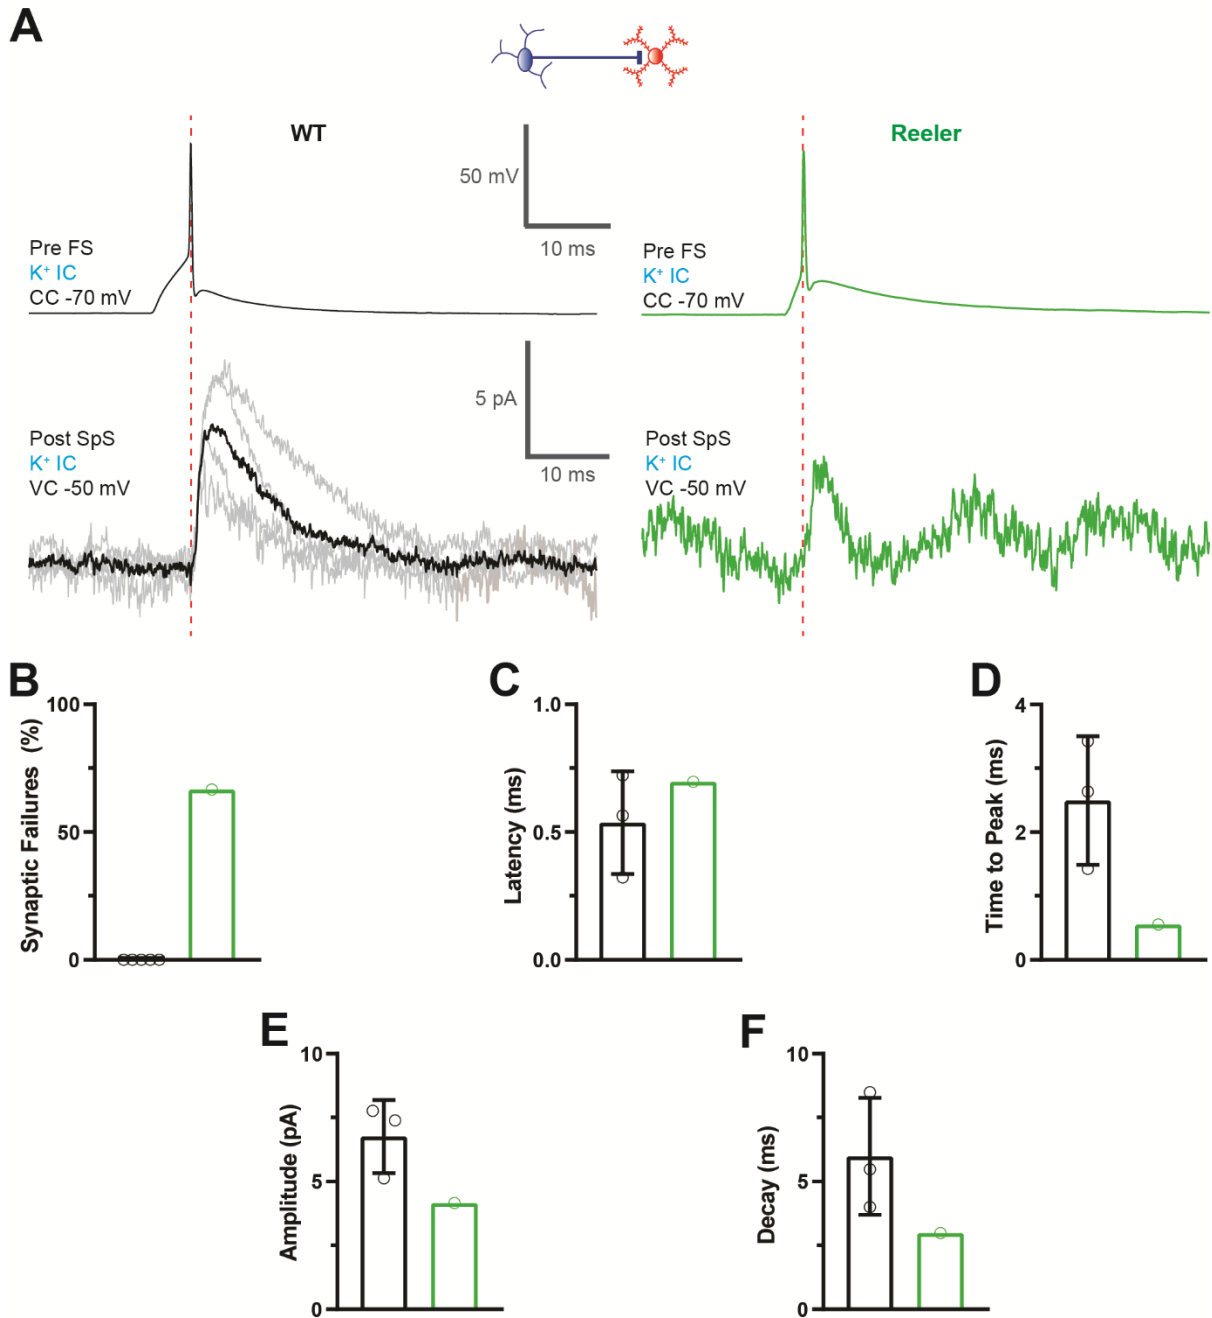 A
WT
Reeler
50 mV
10 ms
Pre FS
K⁺ IC
CC -70 mV
Pre FS
K⁺ IC
CC -70 mV
5 pA
10 ms
Post SpS
K⁺ IC
VC -50 mV
Post SpS
K⁺ IC
VC -50 mV
B
Synaptic Failures (%)
100
50
0
C
Latency (ms)
1.0
0.5
0.0
D
Time to Peak (ms)
4
2
0
E
Amplitude (pA)
10
5
0
F
Decay (ms)
10
5
0